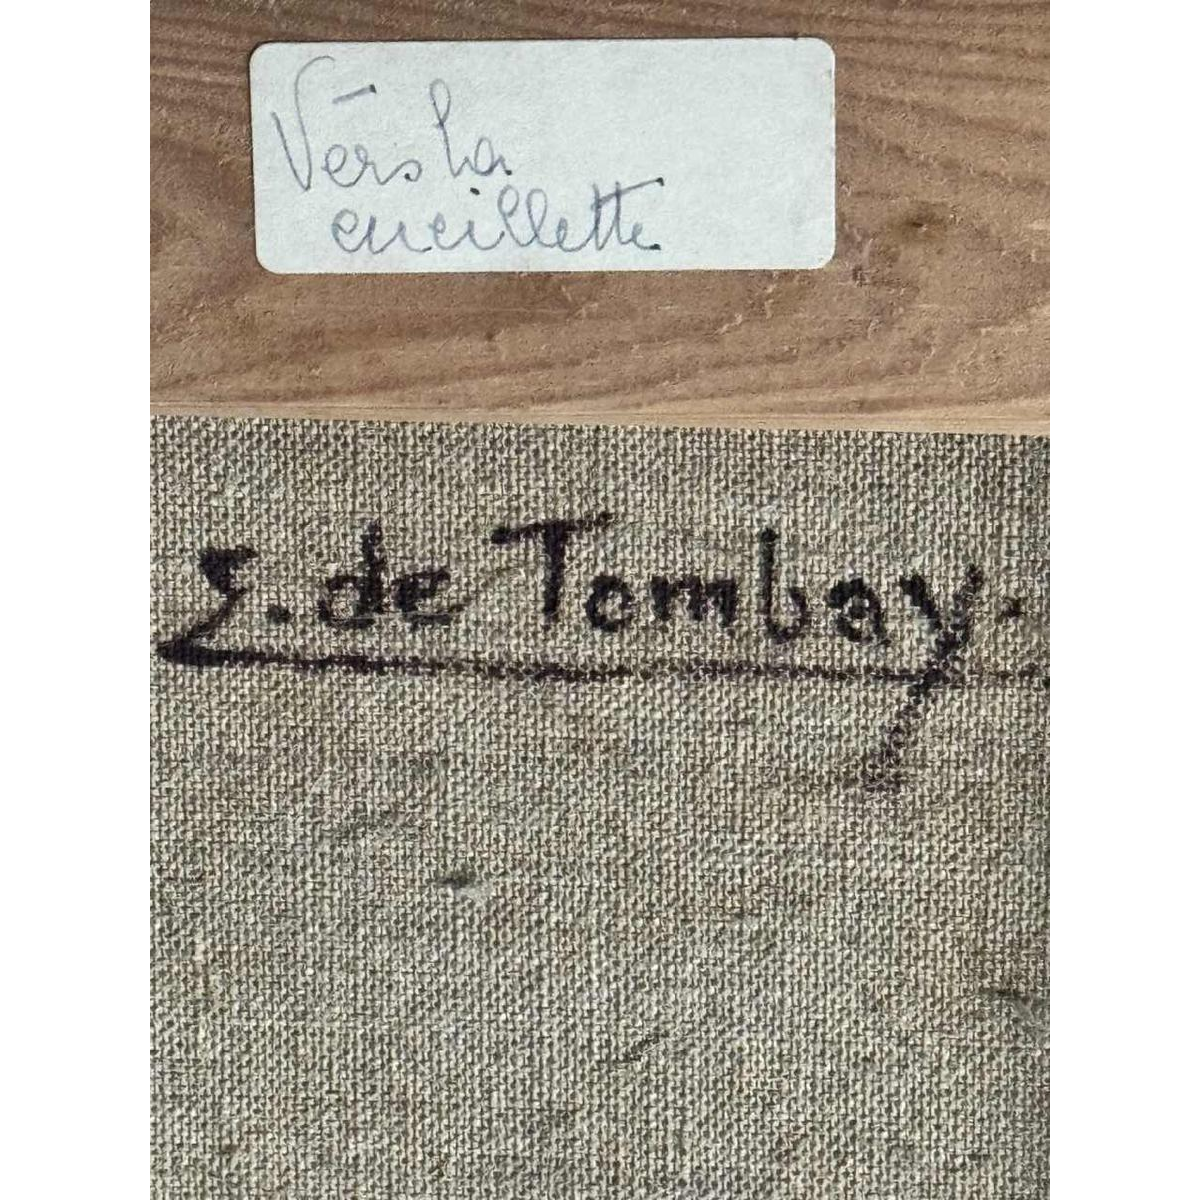 Vers la
cueillette
E. de Tombay.